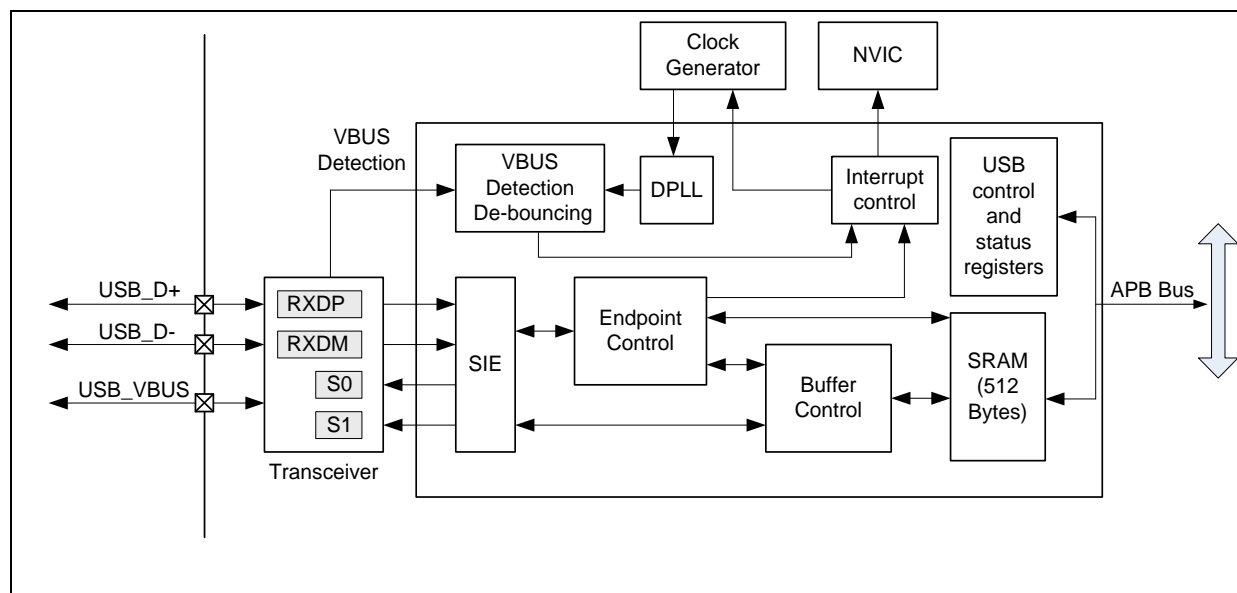 Clock
Generator
NVIC
VBUS
Detection
VBUS
Detection
De-bouncing
DPLL
Interrupt
control
USB
control
and
status
registers
USB_D+
USB_D-
USB_VBUS
RXDP
RXDM
S0
S1
Transceiver
SIE
Endpoint
Control
Buffer
Control
SRAM
(512
Bytes)
APB Bus